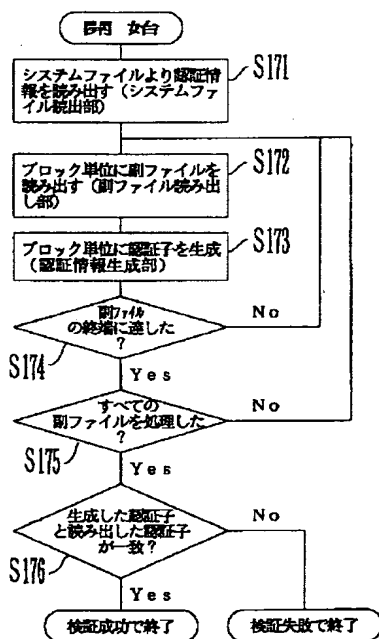 システムファイルより認証情
報を読み出す（システムファ
イル読出部）
S171
ブロック単位に副ファイルを
読み出す（副ファイル読み出
し部）
S172
ブロック単位に認証子を生成
（認証情報生成部）
S173
副ファイル
の終端に達した
？
No
S174
Yes
すべての
副ファイルを処理した
？
No
S175
Yes
生成した認証子
と読み出した認証子
が一致？
No
S176
Yes
検証成功で終了
検証失敗で終了